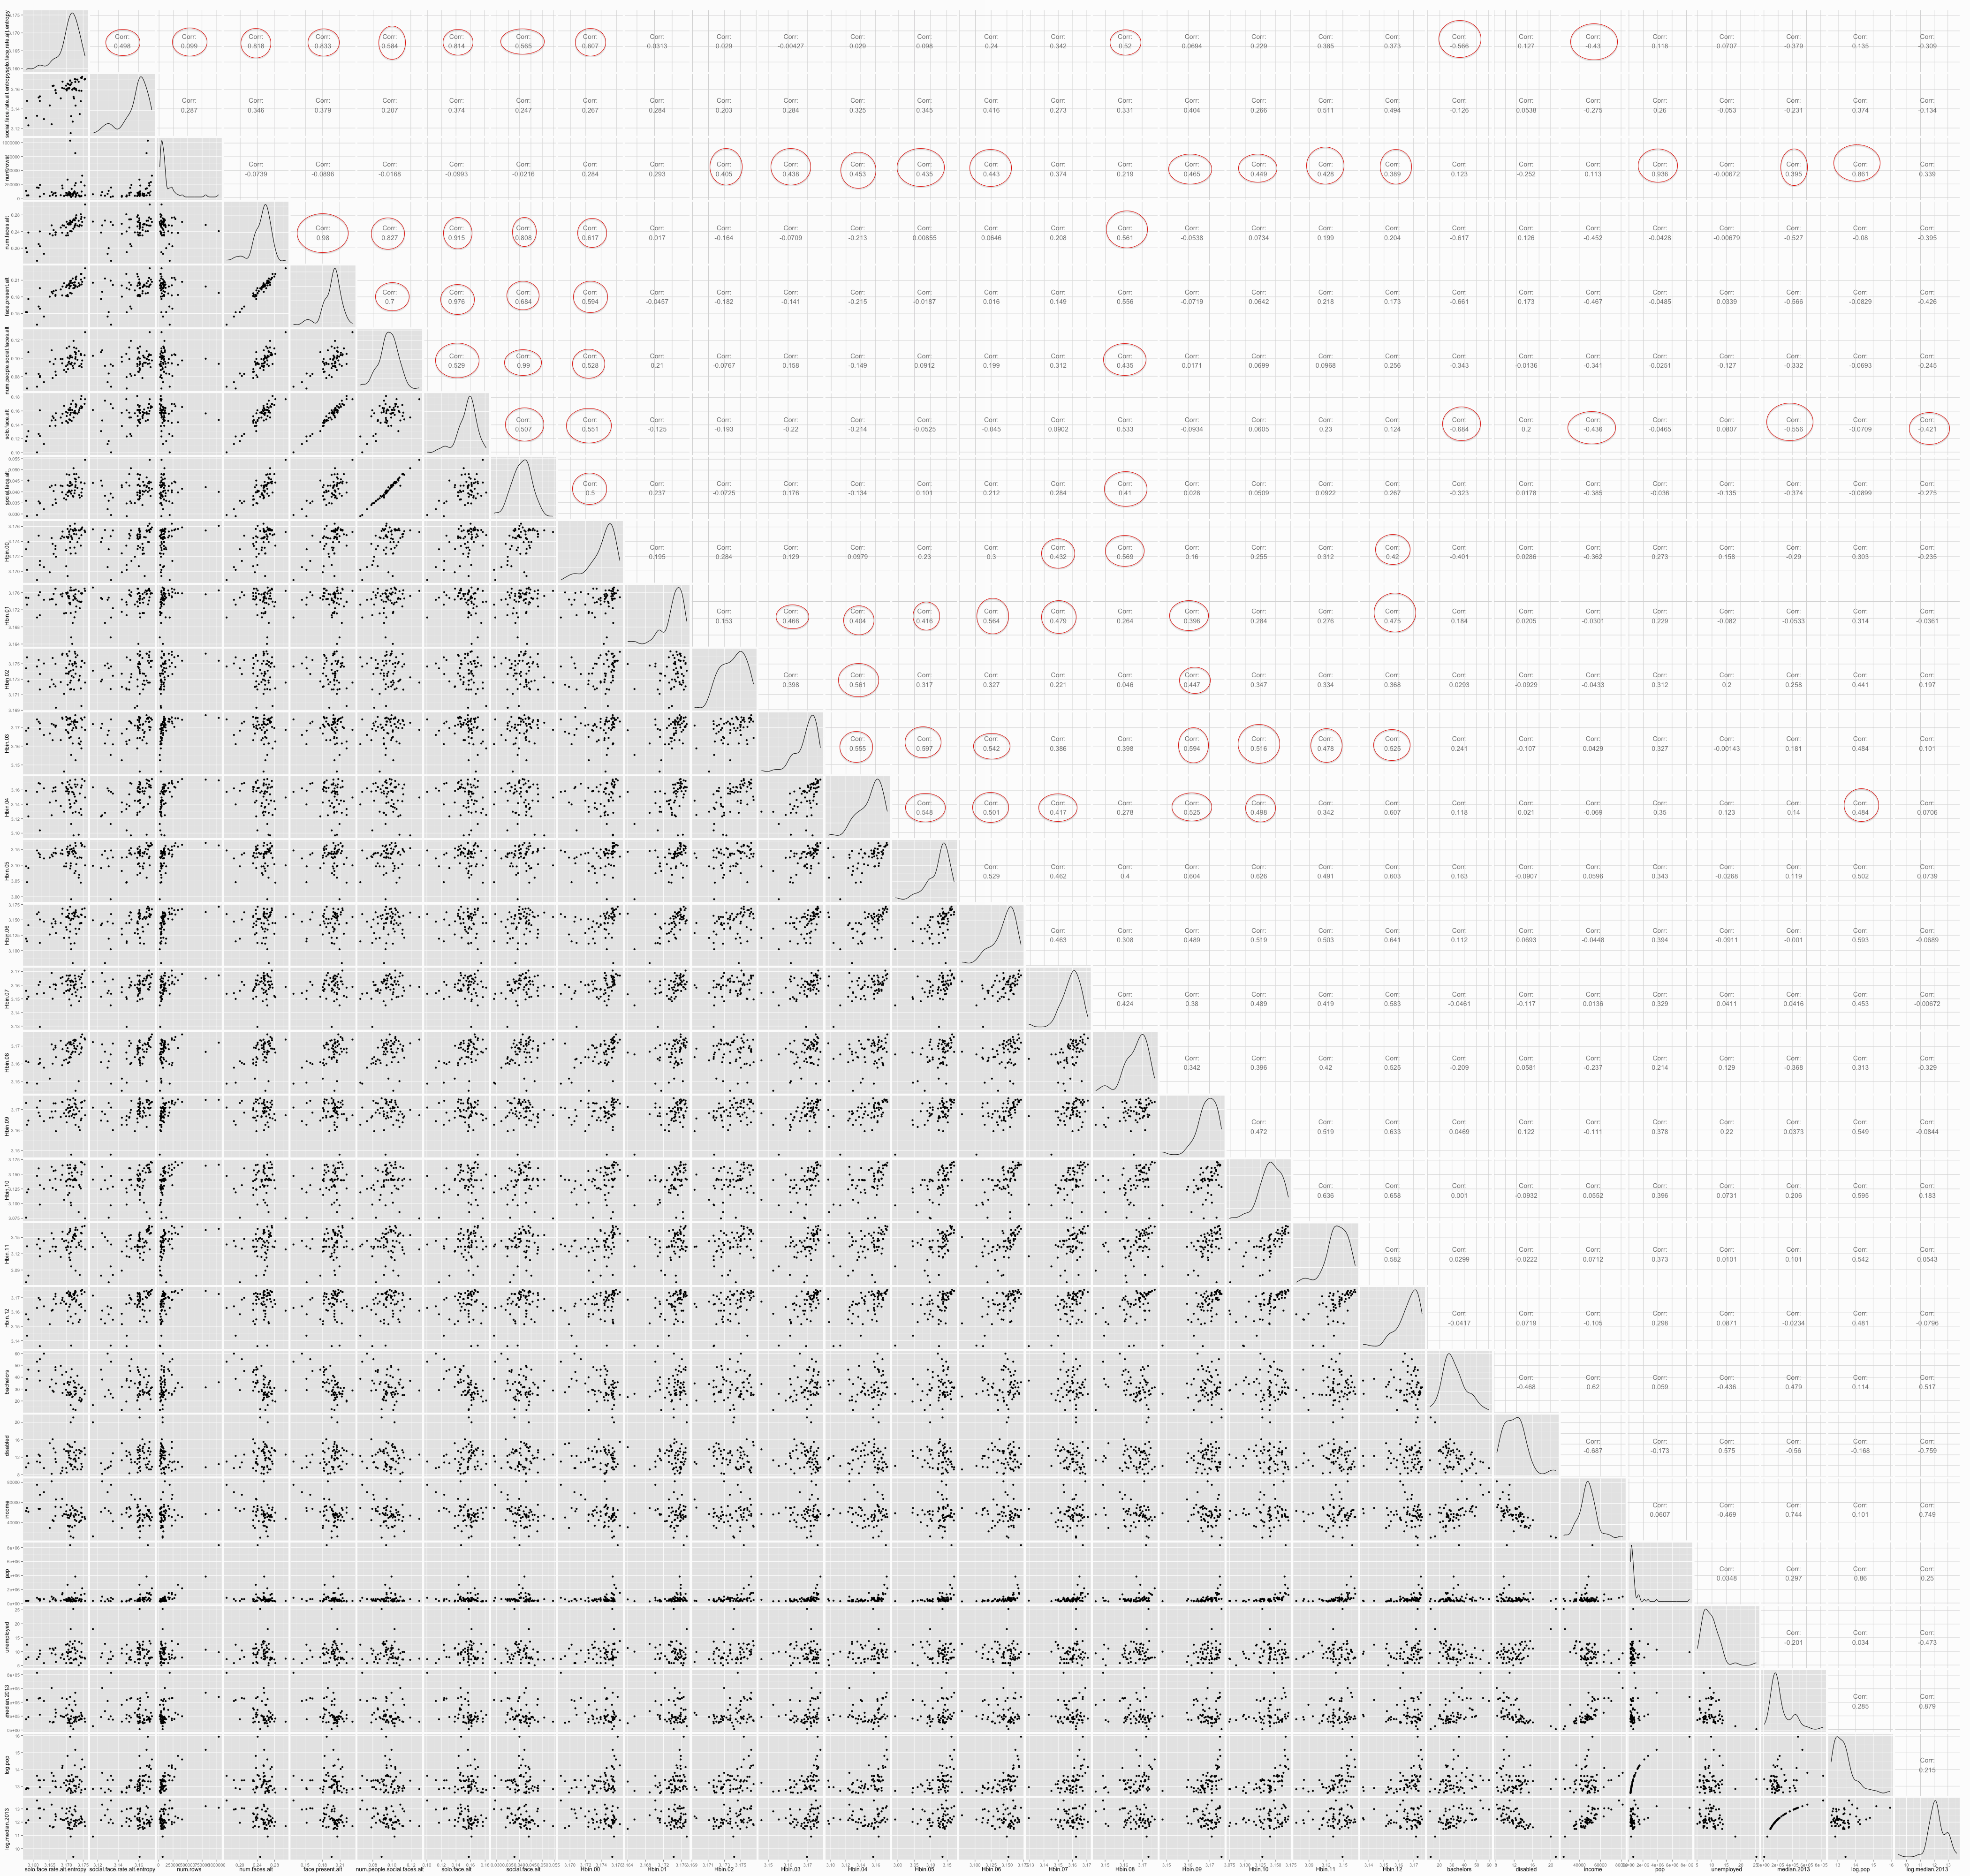 solo.face.rate.alt.entropy
Corr: Corr: Corr: Corr: Corr: Corr: Corr: Corr: Corr: Corr: Corr: Corr: Corr: Corr: Corr: Corr: Corr: Corr: Corr: Corr: Corr: Corr: Corr: Corr: Corr: Corr: Corr: Corr:
0.498 0.099 0.818 0.833 0.584 0.814 0.565 0.607 0.0313 0.029 -0.00427 0.029 0.098 0.24 0.342 0.52 0.0694 0.229 0.385 0.373 -0.566 0.127 -0.43 0.118 0.0707 -0.379 0.135 -0.309
social.face.rate.alt.entropy
Corr: Corr: Corr: Corr: Corr: Corr: Corr: Corr: Corr: Corr: Corr: Corr: Corr: Corr: Corr: Corr: Corr: Corr: Corr: Corr: Corr: Corr: Corr: Corr: Corr: Corr: Corr:
0.287 0.346 0.379 0.207 0.374 0.247 0.267 0.284 0.203 0.284 0.325 0.345 0.416 0.273 0.331 0.404 0.266 0.511 0.494 -0.126 0.0538 -0.275 0.26 -0.053 -0.231 0.374 -0.134
num.rows
Corr: Corr: Corr: Corr: Corr: Corr: Corr: Corr: Corr: Corr: Corr: Corr: Corr: Corr: Corr: Corr: Corr: Corr: Corr: Corr: Corr: Corr: Corr: Corr: Corr: Corr:
-0.0739 -0.0896 -0.0168 -0.0993 -0.0216 0.284 0.293 0.405 0.438 0.453 0.435 0.443 0.374 0.219 0.465 0.449 0.428 0.389 0.123 -0.252 0.113 0.936 -0.00672 0.395 0.861 0.339
num.faces.alt
Corr: Corr: Corr: Corr: Corr: Corr: Corr: Corr: Corr: Corr: Corr: Corr: Corr: Corr: Corr: Corr: Corr: Corr: Corr: Corr: Corr: Corr: Corr: Corr: Corr:
0.98 0.827 0.915 0.808 0.617 0.017 -0.164 -0.0709 -0.213 0.00855 0.0646 0.208 0.561 -0.0538 0.0734 0.199 0.204 -0.617 0.126 -0.452 -0.0428 -0.00679 -0.527 -0.08 -0.395
face.present.alt
Corr: Corr: Corr: Corr: Corr: Corr: Corr: Corr: Corr: Corr: Corr: Corr: Corr: Corr: Corr: Corr: Corr: Corr: Corr: Corr: Corr: Corr: Corr: Corr:
0.7 0.976 0.684 0.594 -0.0457 -0.182 -0.141 -0.215 -0.0187 0.016 0.149 0.556 -0.0719 0.0642 0.218 0.173 -0.661 0.173 -0.467 -0.0485 0.0339 -0.566 -0.0829 -0.426
num.people.social.faces.alt
Corr: Corr: Corr: Corr: Corr: Corr: Corr: Corr: Corr: Corr: Corr: Corr: Corr: Corr: Corr: Corr: Corr: Corr: Corr: Corr: Corr: Corr: Corr:
0.529 0.99 0.528 0.21 -0.0767 0.158 -0.149 0.0912 0.199 0.312 0.435 0.0171 0.0699 0.0968 0.256 -0.343 -0.0136 -0.341 -0.0251 -0.127 -0.332 -0.0693 -0.245
solo.face.alt
Corr: Corr: Corr: Corr: Corr: Corr: Corr: Corr: Corr: Corr: Corr: Corr: Corr: Corr: Corr: Corr: Corr: Corr: Corr: Corr: Corr: Corr:
0.507 0.551 -0.125 -0.193 -0.22 -0.214 -0.0525 -0.045 0.0902 0.533 -0.0934 0.0605 0.23 0.124 -0.684 0.2 -0.436 -0.0465 0.0807 -0.556 -0.0709 -0.421
social.face.alt
Corr: Corr: Corr: Corr: Corr: Corr: Corr: Corr: Corr: Corr: Corr: Corr: Corr: Corr: Corr: Corr: Corr: Corr: Corr: Corr: Corr:
0.5 0.237 -0.0725 0.176 -0.134 0.101 0.212 0.284 0.41 0.028 0.0509 0.0922 0.267 -0.323 0.0178 -0.385 -0.036 -0.135 -0.374 -0.0899 -0.275
Hbin.00
Corr: Corr: Corr: Corr: Corr: Corr: Corr: Corr: Corr: Corr: Corr: Corr: Corr: Corr: Corr: Corr: Corr: Corr: Corr: Corr:
0.195 0.284 0.129 0.0979 0.23 0.3 0.432 0.569 0.16 0.255 0.312 0.42 -0.401 0.0286 -0.362 0.273 0.158 -0.29 0.303 -0.235
Hbin.01
Corr: Corr: Corr: Corr: Corr: Corr: Corr: Corr: Corr: Corr: Corr: Corr: Corr: Corr: Corr: Corr: Corr: Corr: Corr:
0.153 0.466 0.404 0.416 0.564 0.479 0.264 0.396 0.284 0.276 0.475 0.184 0.0205 -0.0301 0.229 -0.082 -0.0533 0.314 -0.0361
Hbin.02
Corr: Corr: Corr: Corr: Corr: Corr: Corr: Corr: Corr: Corr: Corr: Corr: Corr: Corr: Corr: Corr: Corr: Corr:
0.398 0.561 0.317 0.327 0.221 0.046 0.447 0.347 0.334 0.368 0.0293 -0.0929 -0.0433 0.312 0.2 0.258 0.441 0.197
Hbin.03
Corr: Corr: Corr: Corr: Corr: Corr: Corr: Corr: Corr: Corr: Corr: Corr: Corr: Corr: Corr: Corr: Corr:
0.555 0.597 0.542 0.386 0.398 0.594 0.516 0.478 0.525 0.241 -0.107 0.0429 0.327 -0.00143 0.181 0.484 0.101
Hbin.04
Corr: Corr: Corr: Corr: Corr: Corr: Corr: Corr: Corr: Corr: Corr: Corr: Corr: Corr: Corr: Corr:
0.548 0.501 0.417 0.278 0.525 0.498 0.342 0.607 0.118 0.021 -0.069 0.35 0.123 0.14 0.484 0.0706
Hbin.05
Corr: Corr: Corr: Corr: Corr: Corr: Corr: Corr: Corr: Corr: Corr: Corr: Corr: Corr: Corr:
0.529 0.462 0.4 0.604 0.626 0.491 0.603 0.163 -0.0907 0.0596 0.343 -0.0268 0.119 0.502 0.0739
Hbin.06
Corr: Corr: Corr: Corr: Corr: Corr: Corr: Corr: Corr: Corr: Corr: Corr: Corr: Corr:
0.463 0.308 0.489 0.519 0.503 0.641 0.112 0.0693 -0.0448 0.394 -0.0911 -0.001 0.593 -0.0689
Hbin.07
Corr: Corr: Corr: Corr: Corr: Corr: Corr: Corr: Corr: Corr: Corr: Corr: Corr:
0.424 0.38 0.489 0.419 0.583 -0.0461 -0.117 0.0136 0.329 0.0411 0.0416 0.453 -0.00672
Hbin.08
Corr: Corr: Corr: Corr: Corr: Corr: Corr: Corr: Corr: Corr: Corr: Corr:
0.342 0.396 0.42 0.525 -0.209 0.0581 -0.237 0.214 0.129 -0.368 0.313 -0.329
Hbin.09
Corr: Corr: Corr: Corr: Corr: Corr: Corr: Corr: Corr: Corr: Corr:
0.472 0.519 0.633 0.0469 0.122 -0.111 0.378 0.22 0.0373 0.549 -0.0844
Hbin.10
Corr: Corr: Corr: Corr: Corr: Corr: Corr: Corr: Corr: Corr:
0.636 0.658 0.001 -0.0932 0.0552 0.396 0.0731 0.206 0.595 0.183
Hbin.11
Corr: Corr: Corr: Corr: Corr: Corr: Corr: Corr: Corr:
0.582 0.0299 -0.0222 0.0712 0.373 0.0101 0.101 0.542 0.0543
Hbin.12
Corr: Corr: Corr: Corr: Corr: Corr: Corr: Corr:
-0.0417 0.0719 -0.105 0.298 0.0871 -0.0234 0.481 -0.0796
bachelors
Corr: Corr: Corr: Corr: Corr: Corr: Corr:
-0.468 0.62 0.059 -0.436 0.479 0.114 0.517
disabled
Corr: Corr: Corr: Corr: Corr: Corr:
-0.687 -0.173 0.575 -0.56 -0.168 -0.759
income
Corr: Corr: Corr: Corr: Corr:
0.0607 -0.469 0.744 0.101 0.749
pop
Corr: Corr: Corr: Corr:
0.0348 0.297 0.86 0.25
unemployed
Corr: Corr: Corr:
-0.201 0.034 -0.473
median.2013
Corr: Corr:
0.285 0.879
log.pop
Corr:
0.215
log.median.2013
solo.face.rate.alt.entropy social.face.rate.alt.entropy num.rows num.faces.alt face.present.alt num.people.social.faces.alt solo.face.alt social.face.alt Hbin.00 Hbin.01 Hbin.02 Hbin.03 Hbin.04 Hbin.05 Hbin.06 Hbin.07 Hbin.08 Hbin.09 Hbin.10 Hbin.11 Hbin.12 bachelors disabled income pop unemployed median.2013 log.pop log.median.2013